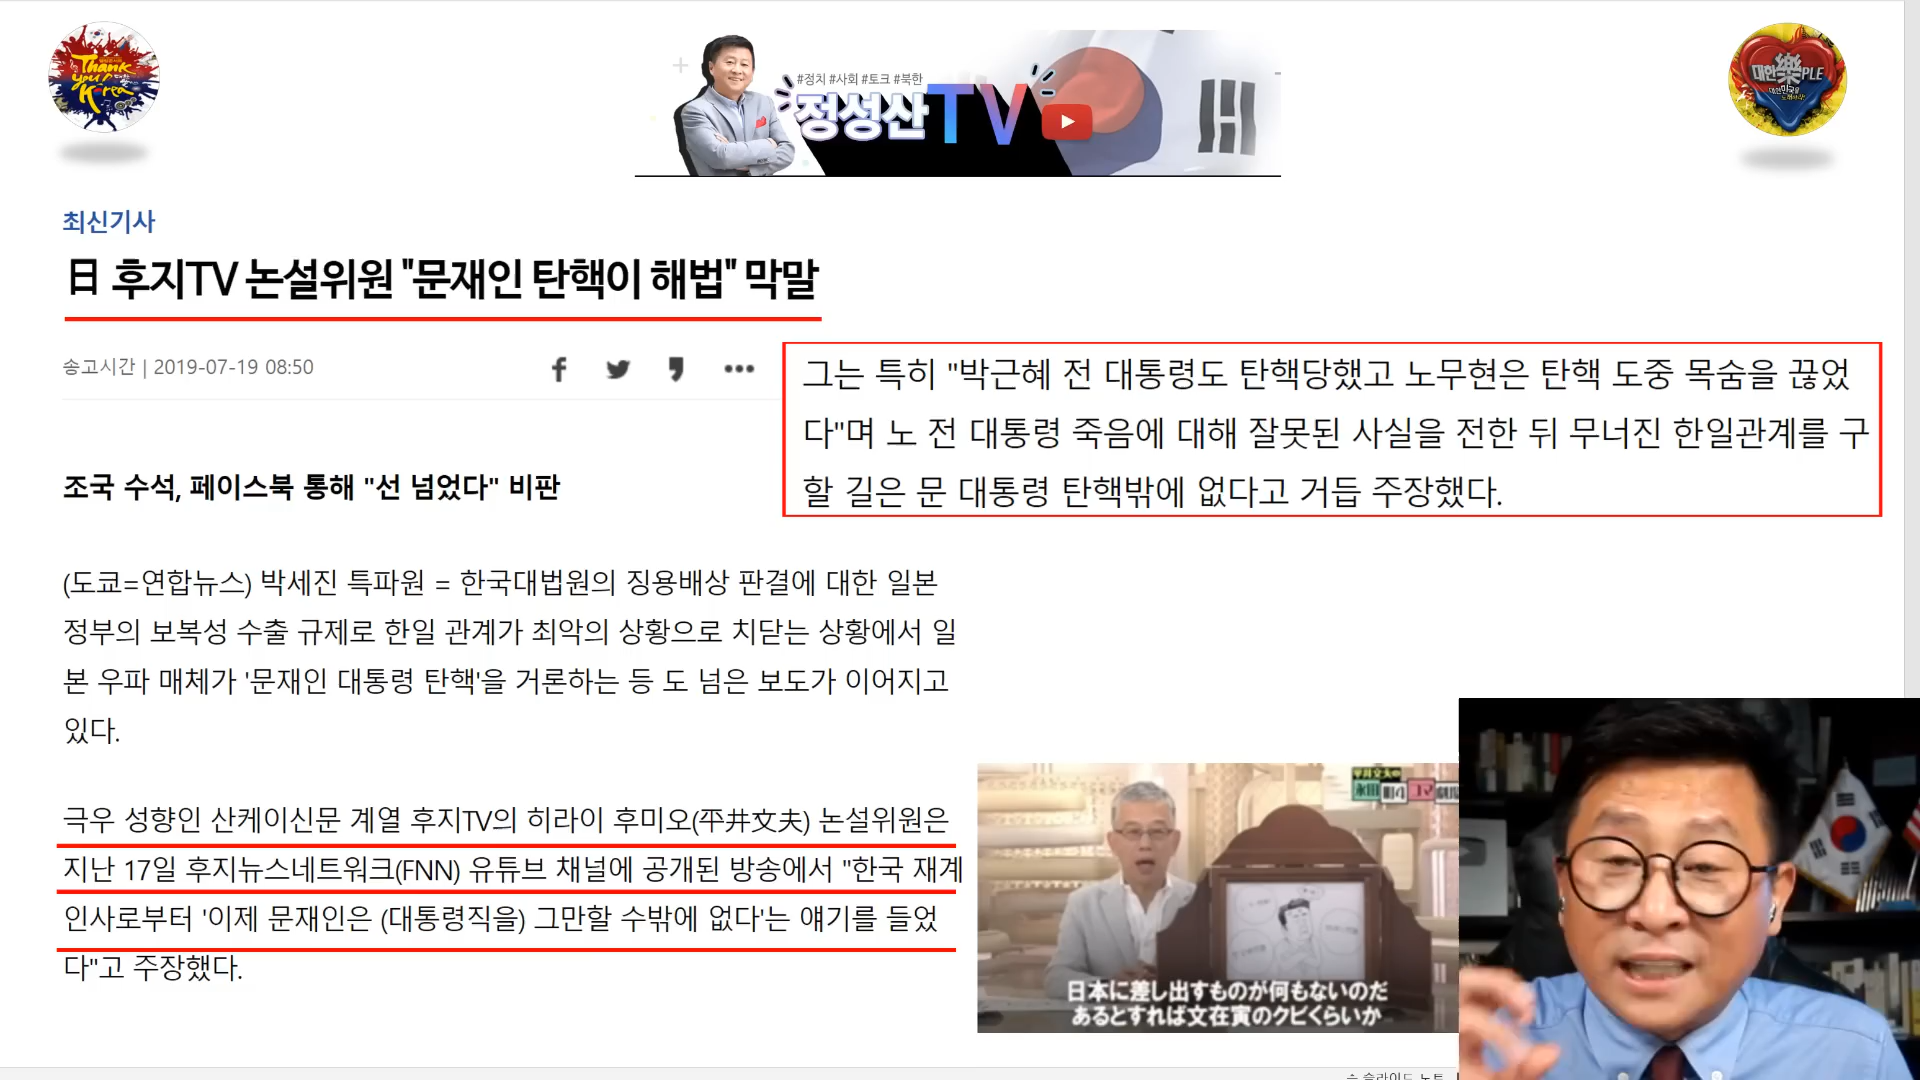 Thank
you!
Korea
#정치 #사회 #토크 #북한
정성산TV
대한樂PLE
최신기사
日 후지TV 논설위원 "문재인 탄핵이 해법" 막말
송고시간 | 2019-07-19 08:50
그는 특히 "박근혜 전 대통령도 탄핵당했고 노무현은 탄핵 도중 목숨을 끊었
다"며 노 전 대통령 죽음에 대해 잘못된 사실을 전한 뒤 무너진 한일관계를 구
할 길은 문 대통령 탄핵밖에 없다고 거듭 주장했다.
조국 수석, 페이스북 통해 "선 넘었다" 비판
(도쿄=연합뉴스) 박세진 특파원 = 한국대법원의 징용배상 판결에 대한 일본
정부의 보복성 수출 규제로 한일 관계가 최악의 상황으로 치닫는 상황에서 일
본 우파 매체가 '문재인 대통령 탄핵'을 거론하는 등 도 넘은 보도가 이어지고
있다.
극우 성향인 산케이신문 계열 후지TV의 히라이 후미오(平井文夫) 논설위원은
지난 17일 후지뉴스네트워크(FNN) 유튜브 채널에 공개된 방송에서 "한국 재계
인사로부터 '이제 문재인은 (대통령직을) 그만할 수밖에 없다'는 얘기를 들었
다"고 주장했다.
平井文夫の
日本に差し出すものが何もないのだ
あるとすれば文在寅のクビくらいか